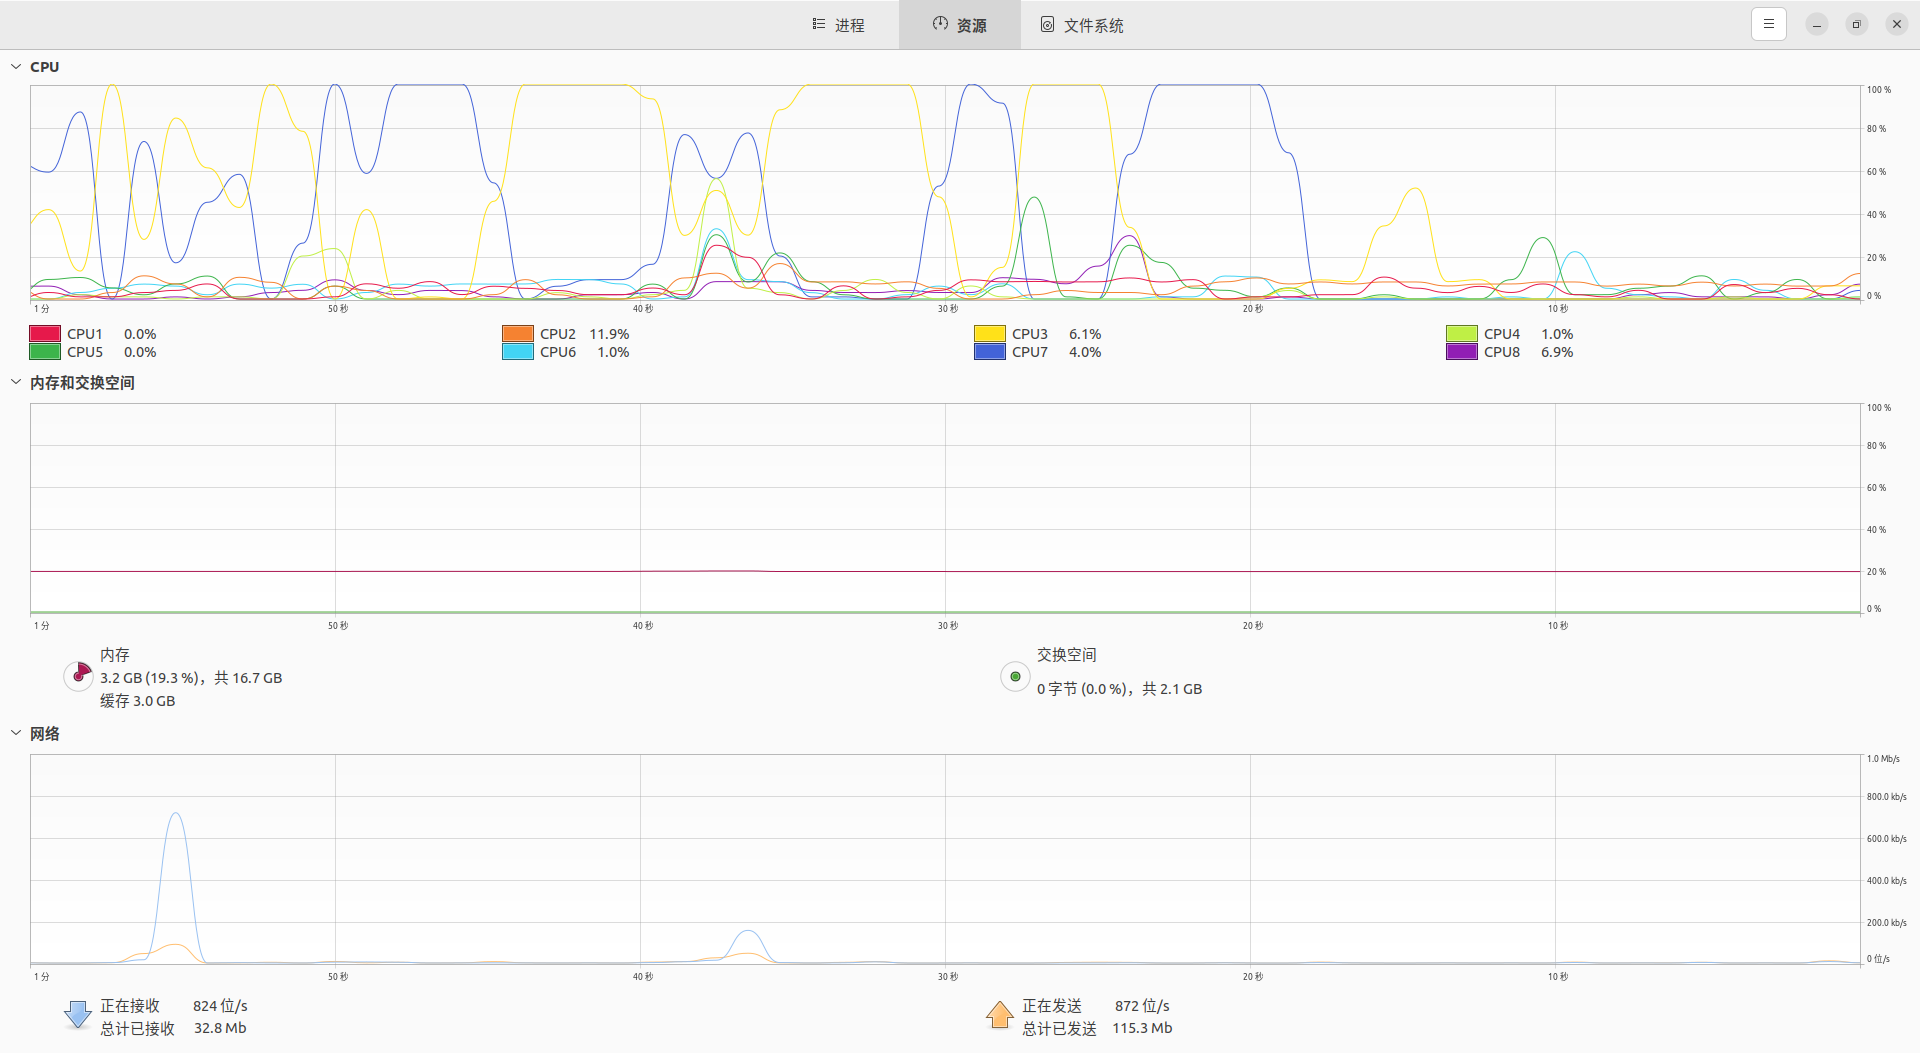 进程
资源
文件系统
CPU
100 %
80 %
60 %
40 %
20 %
0 %
1 分
50 秒
40 秒
30 秒
20 秒
10 秒
CPU1 0.0%
CPU2 11.9%
CPU3 6.1%
CPU4 1.0%
CPU5 0.0%
CPU6 1.0%
CPU7 4.0%
CPU8 6.9%
内存和交换空间
100 %
80 %
60 %
40 %
20 %
0 %
1 分
50 秒
40 秒
30 秒
20 秒
10 秒
内存
3.2 GB (19.3 %)，共 16.7 GB
缓存 3.0 GB
交换空间
0 字节 (0.0 %)，共 2.1 GB
网络
1.0 Mb/s
800.0 kb/s
600.0 kb/s
400.0 kb/s
200.0 kb/s
0 位/s
1 分
50 秒
40 秒
30 秒
20 秒
10 秒
正在接收 824 位/s
总计已接收 32.8 Mb
正在发送 872 位/s
总计已发送 115.3 Mb